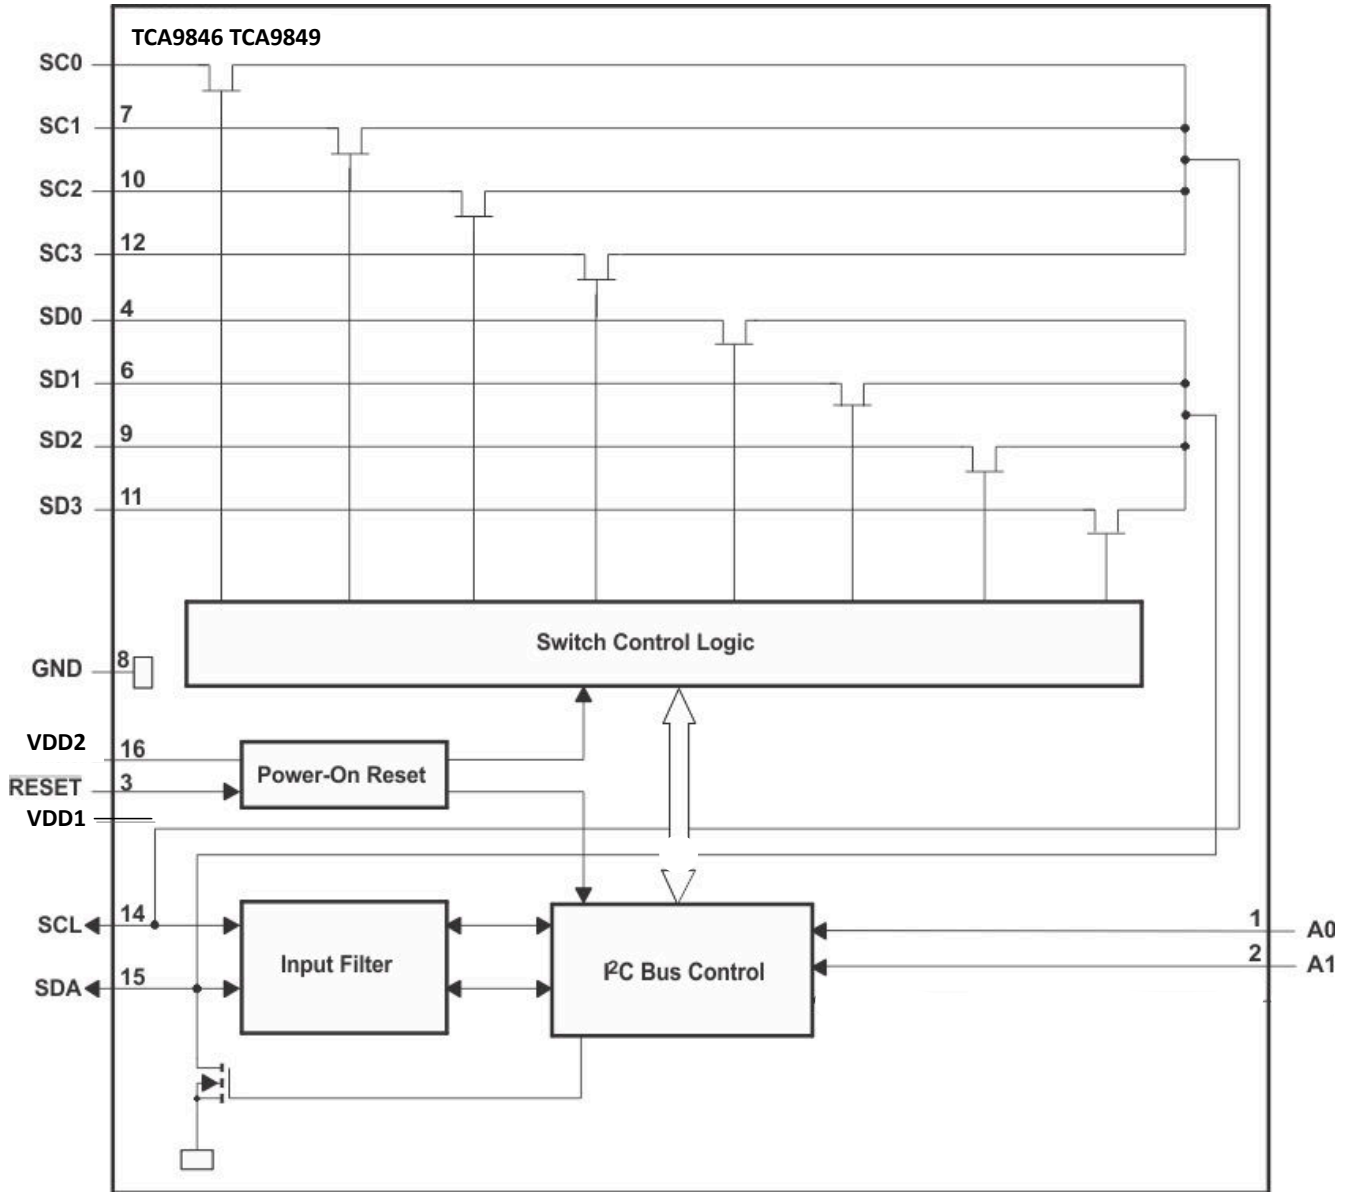 TCA9846 TCA9849
SC0
SC1 7
SC2 10
SC3 12
SD0 4
SD1 6
SD2 9
SD3 11
Switch Control Logic
GND 8
VDD2 16
Power-On Reset
RESET 3
VDD1
SCL 14
1 A0
Input Filter
I²C Bus Control
2 A1
SDA 15